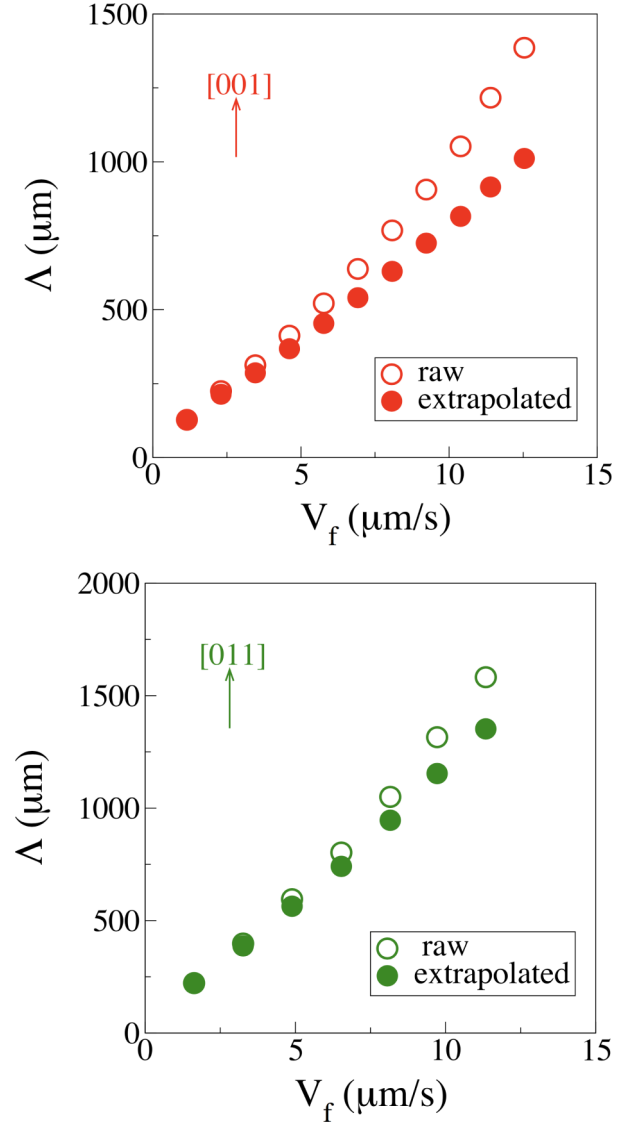 1500
[001]
1000
Λ (μm)
500
raw
extrapolated
0
0 5 10 15
V_f (μm/s)
2000
[011]
1500
1000
Λ (μm)
500
raw
extrapolated
0
0 5 10 15
V_f (μm/s)